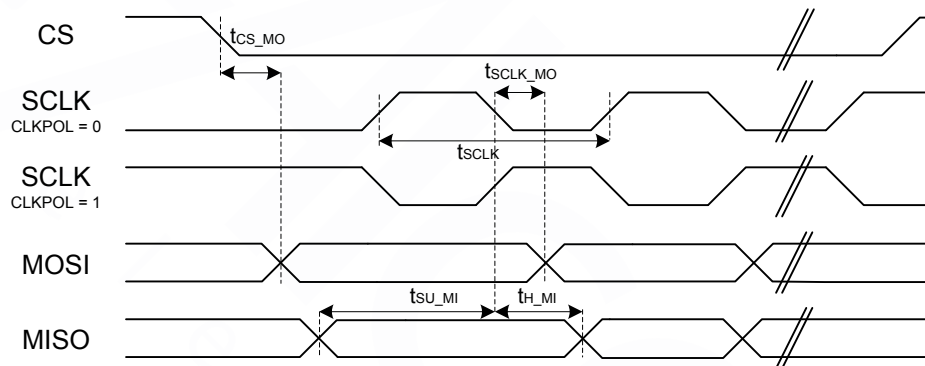 CS
tCS_MO
tSCLK_MO
SCLK
CLKPOL = 0
tSCLK
SCLK
CLKPOL = 1
MOSI
tSU_MI
tH_MI
MISO